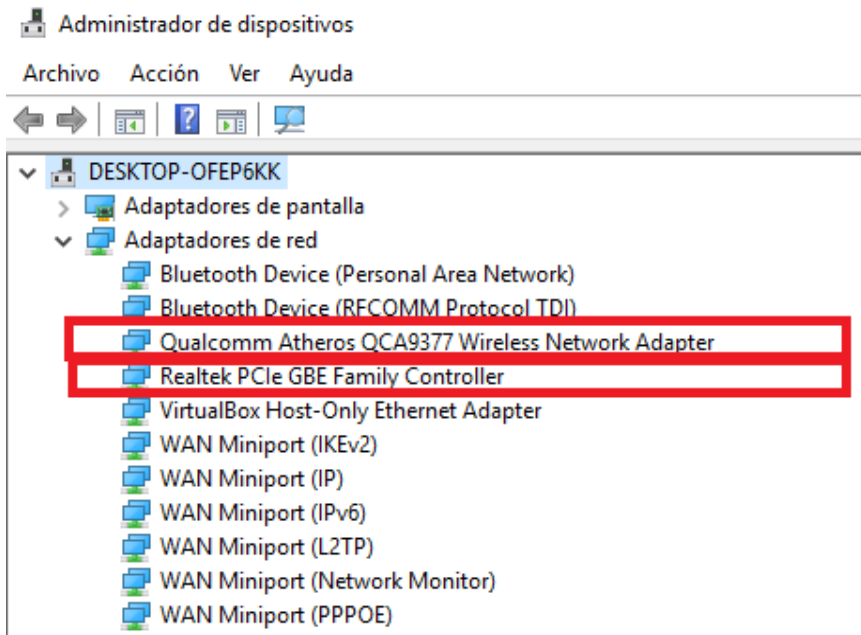 Administrador de dispositivos
Archivo Acción Ver Ayuda
DESKTOP-OFEP6KK
Adaptadores de pantalla
Adaptadores de red
Bluetooth Device (Personal Area Network)
Bluetooth Device (RFCOMM Protocol TDI)
Qualcomm Atheros QCA9377 Wireless Network Adapter
Realtek PCIe GBE Family Controller
VirtualBox Host-Only Ethernet Adapter
WAN Miniport (IKEv2)
WAN Miniport (IP)
WAN Miniport (IPv6)
WAN Miniport (L2TP)
WAN Miniport (Network Monitor)
WAN Miniport (PPPOE)